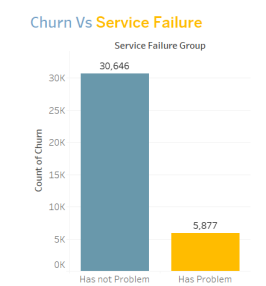 Churn Vs Service Failure
Service Failure Group
30,646
30K
25K
20K
15K
10K
5K
0K
Count of Churn
5,877
Has not Problem
Has Problem